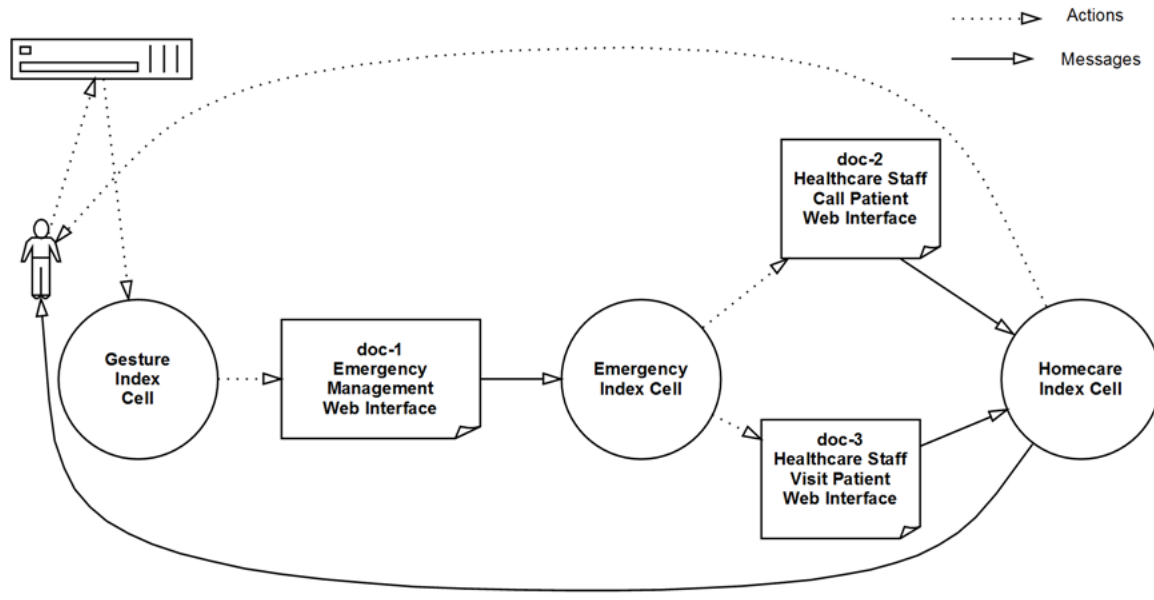 Actions
Messages
doc-2
Healthcare Staff
Call Patient
Web Interface
Gesture
Index
Cell
doc-1
Emergency
Management
Web Interface
Emergency
Index Cell
Homecare
Index Cell
doc-3
Healthcare Staff
Visit Patient
Web Interface